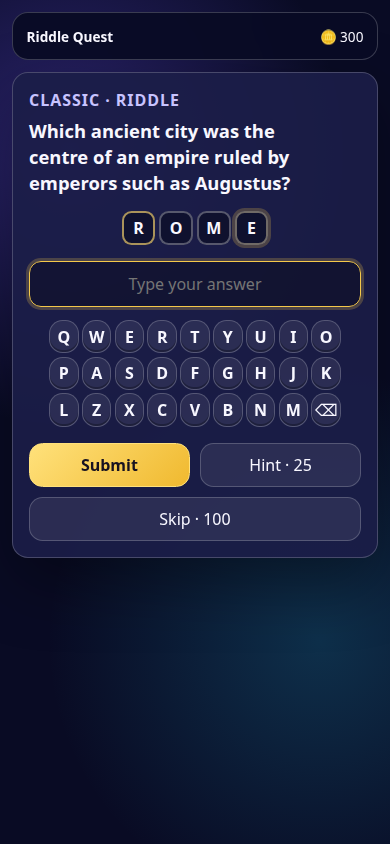 Riddle Quest 🪙 300
CLASSIC · RIDDLE
Which ancient city was the
centre of an empire ruled by
emperors such as Augustus?
R O M E
Type your answer
Q W E R T Y U I O
P A S D F G H J K
L Z X C V B N M ⌫
Submit Hint · 25
Skip · 100